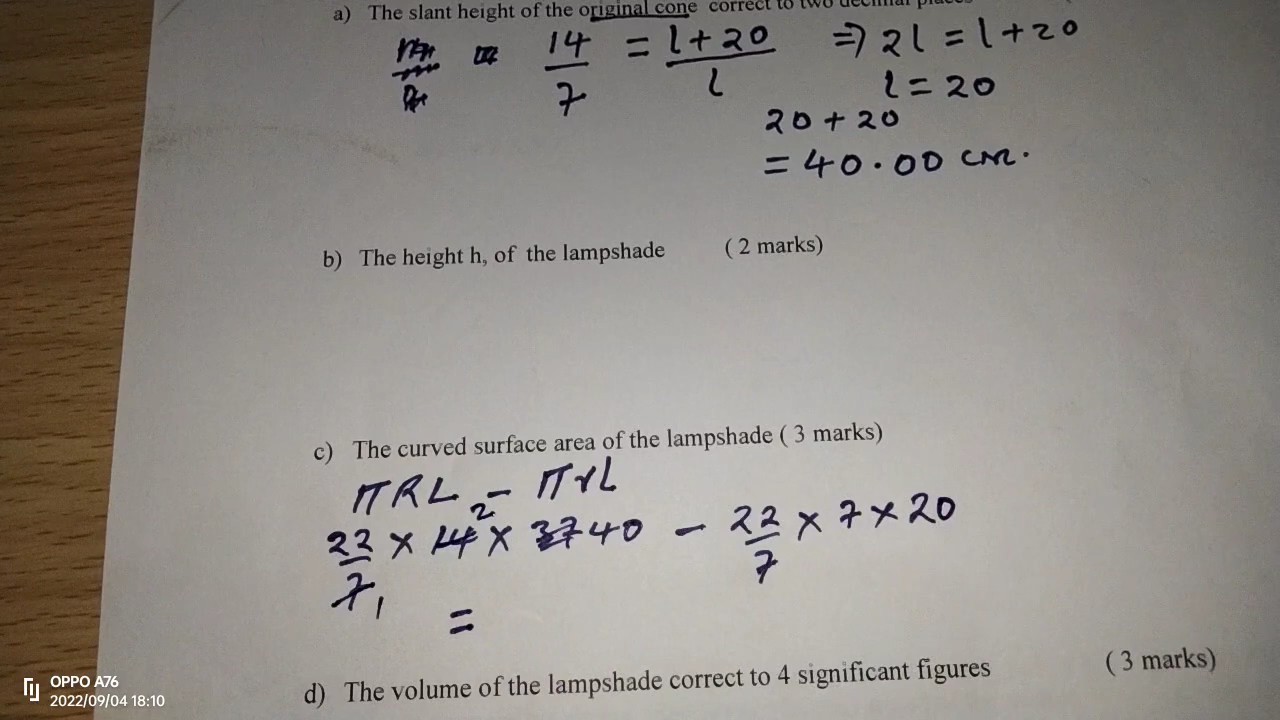 a) The slant height of the original cone correct to two decimal places
14/7 = l+20/l ⇒ 2l = l+20
l = 20
20 + 20
= 40.00 cm.
b) The height h, of the lampshade (2 marks)
c) The curved surface area of the lampshade ( 3 marks)
πRL - πrL
22/7 × 14 × 40 - 22/7 × 7 × 20
2
1
=
d) The volume of the lampshade correct to 4 significant figures (3 marks)
OPPO A76
2022/09/04 18:10